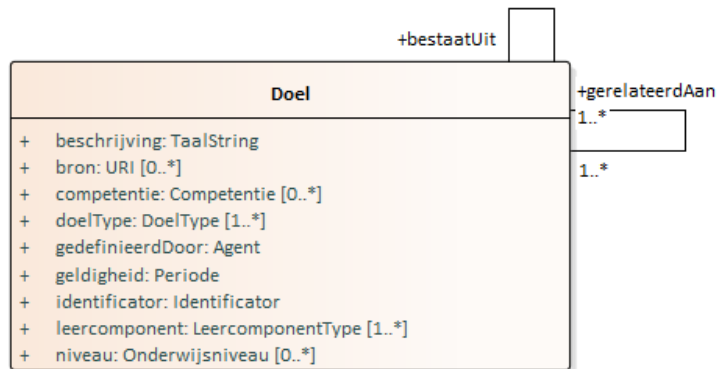 +bestaatUit
Doel
+gerelateerdAan
1..*
1..*
+ beschrijving: TaalString
+ bron: URI [0..*]
+ competentie: Competentie [0..*]
+ doelType: DoelType [1..*]
+ gedefinieerdDoor: Agent
+ geldigheid: Periode
+ identificator: Identificator
+ leercomponent: LeercomponentType [1..*]
+ niveau: Onderwijsniveau [0..*]